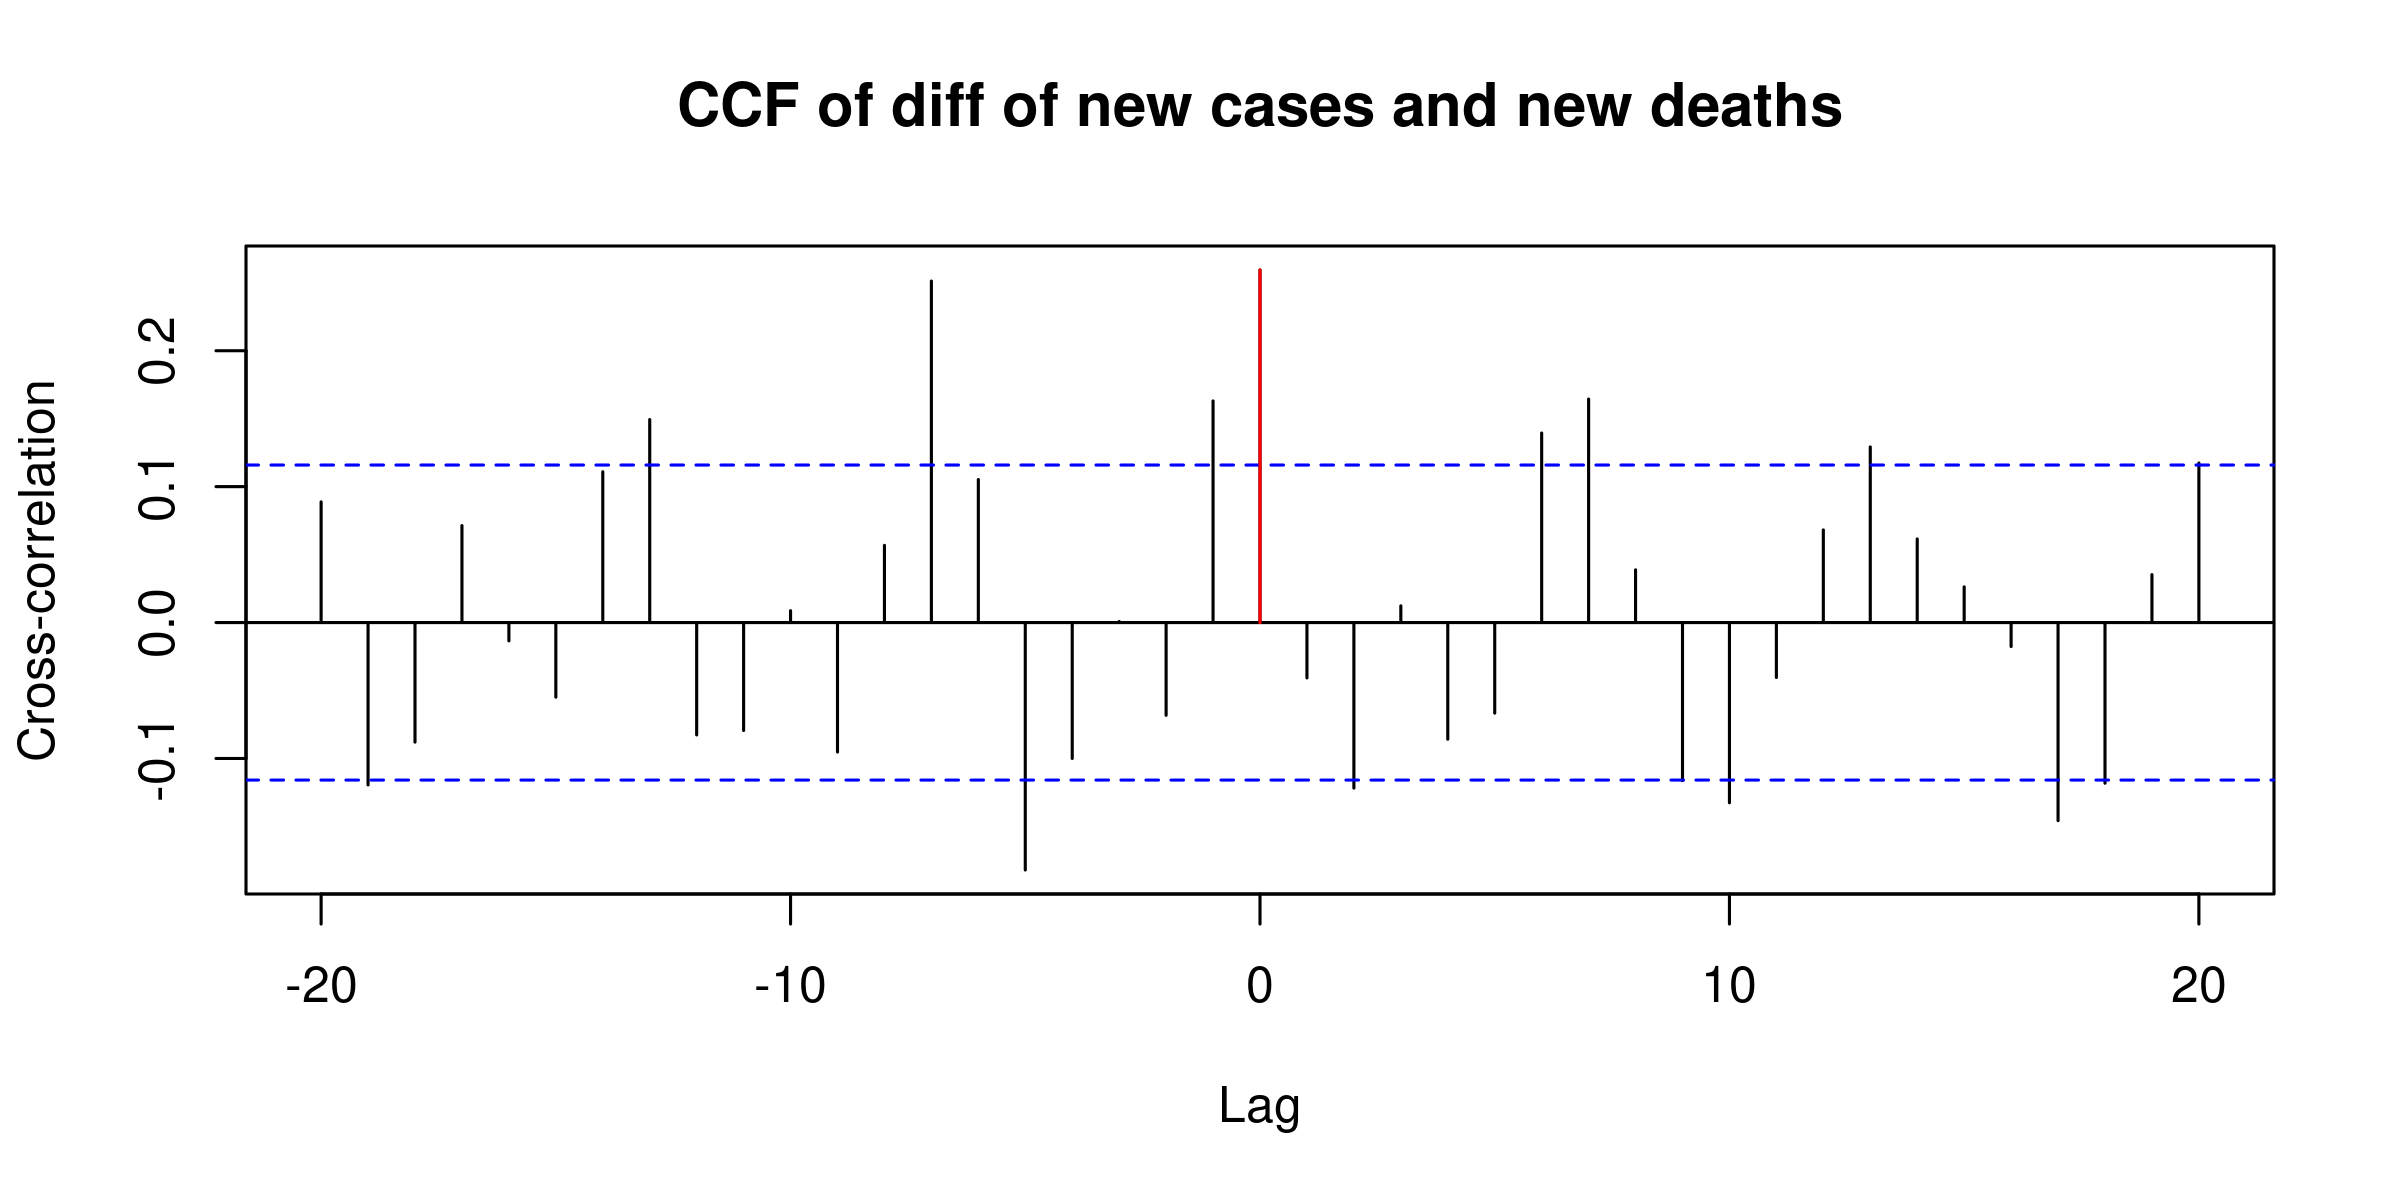 CCF of diff of new cases and new deaths
Cross-correlation
0.2
0.1
0.0
-0.1
-20 -10 0 10 20
Lag